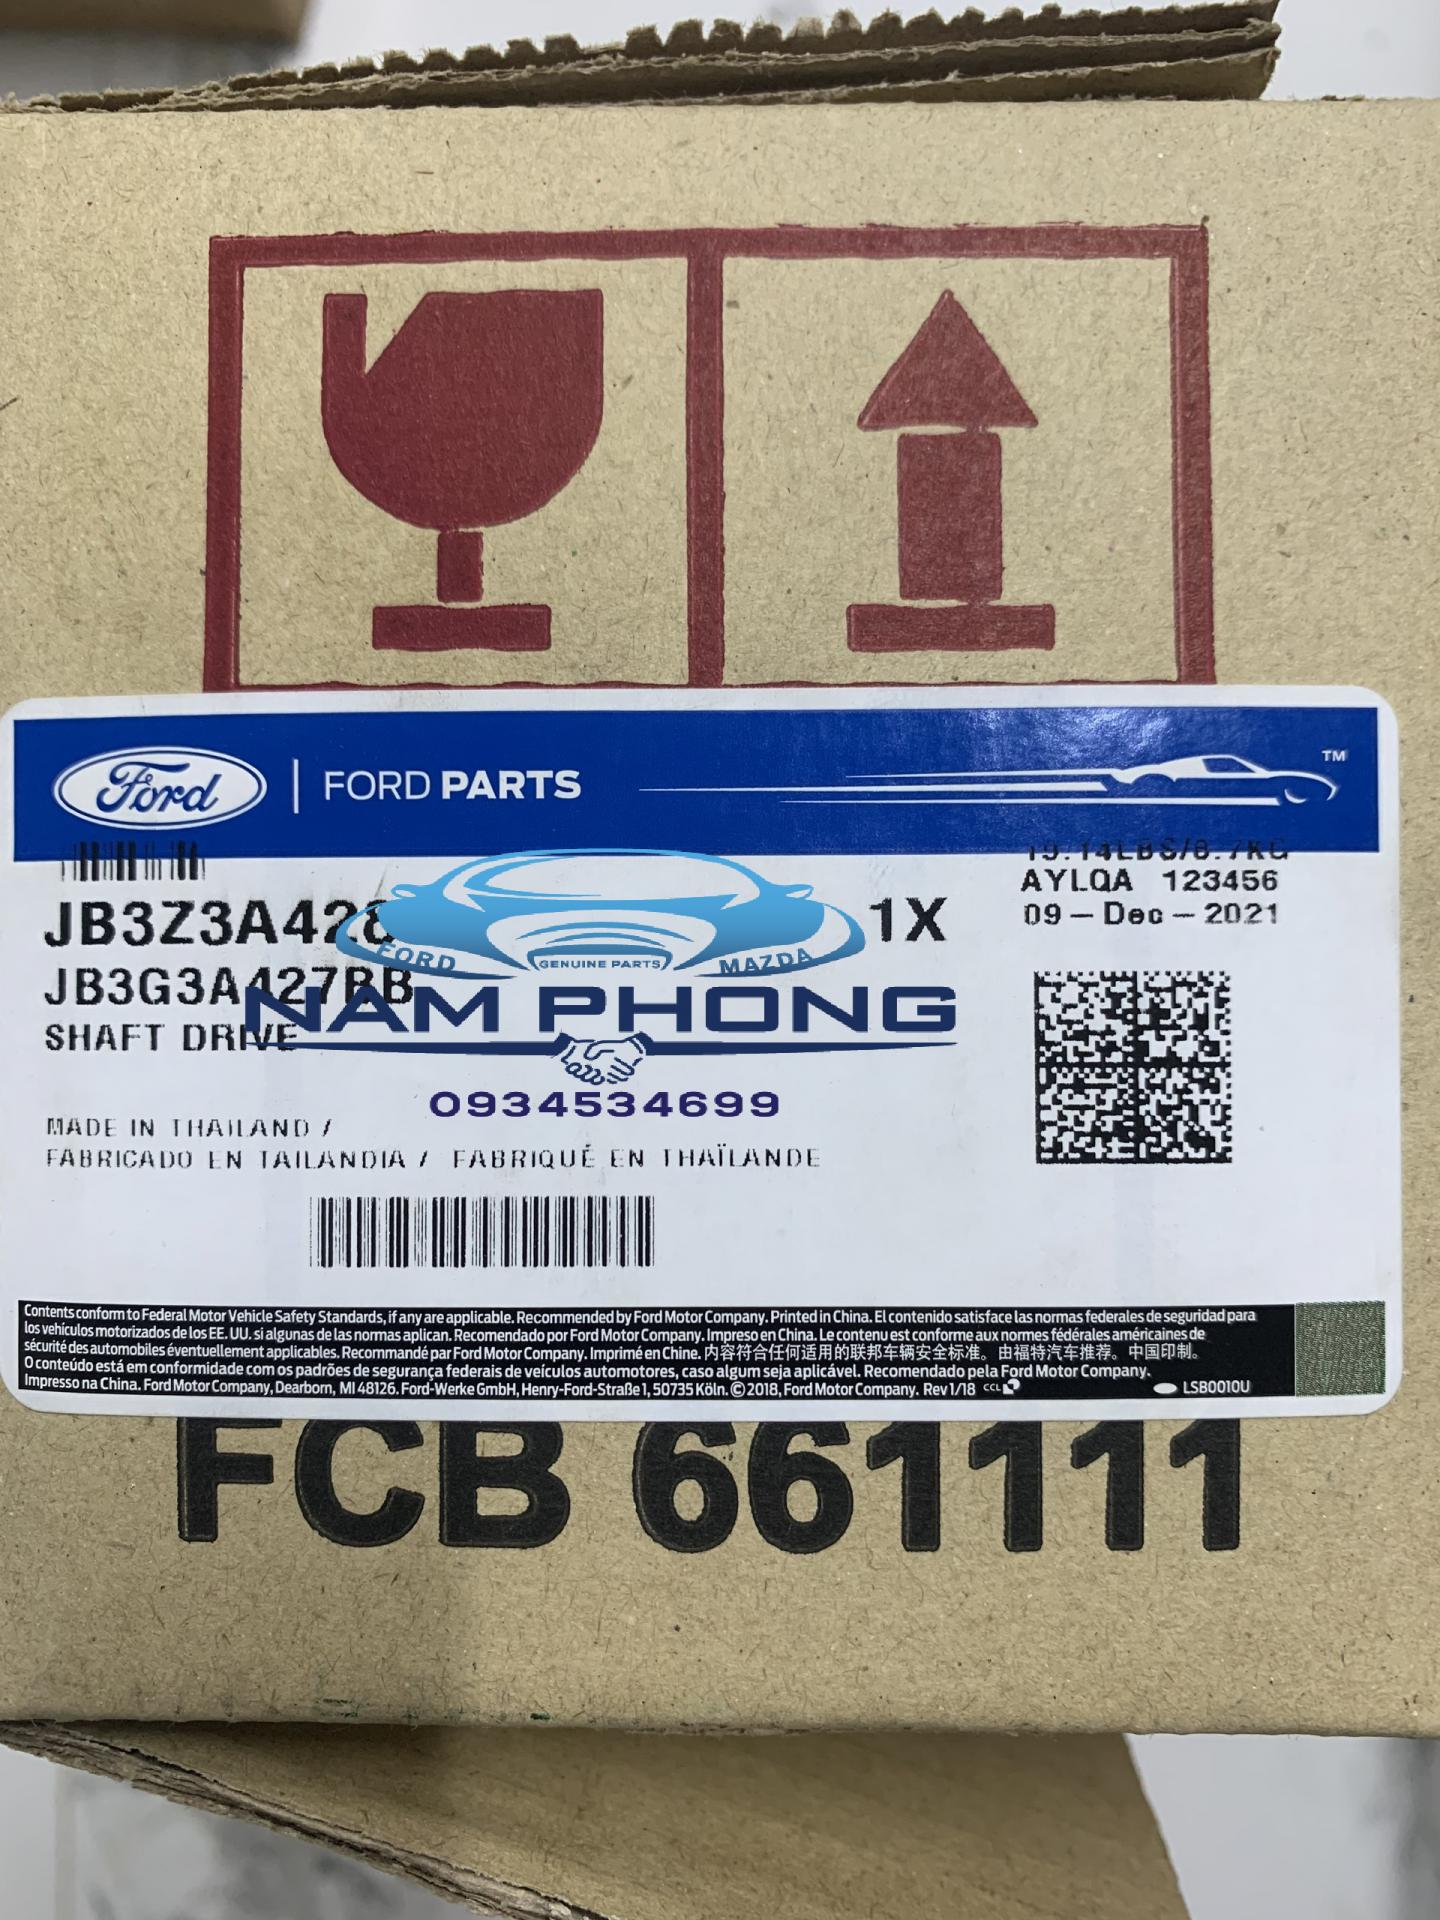 Ford | FORD PARTS ™
19.14LBS/8.7KG
AYLQA 123456
JB3Z3A428 1X
09-Dec-2021
FORD GENUINE PARTS MAZDA
JB3G3A427BB
NAM PHONG
SHAFT DRIVE
0934534699
MADE IN THAILAND /
FABRICADO EN TAILANDIA / FABRIQUÉ EN THAÏLANDE
Contents conform to Federal Motor Vehicle Safety Standards, if any are applicable. Recommended by Ford Motor Company. Printed in China. El contenido satisface las normas federales de seguridad para
los vehículos motorizados de los EE. UU. si algunas de las normas aplican. Recomendado por Ford Motor Company. Impreso en China. Le contenu est conforme aux normes fédérales américaines de
sécurité des automobiles éventuellement applicables. Recommandé par Ford Motor Company. Imprimé en Chine. 内容符合任何适用的联邦车辆安全标准。由福特汽车推荐。中国印制。
O conteúdo está em conformidade com os padrões de segurança federais de veículos automotores, caso algum seja aplicável. Recomendado pela Ford Motor Company.
Impresso na China. Ford Motor Company, Dearborn, MI 48126. Ford-Werke GmbH, Henry-Ford-Straße 1, 50735 Köln. © 2018, Ford Motor Company. Rev 1/18 CCL LSB0010U
FCB 661111